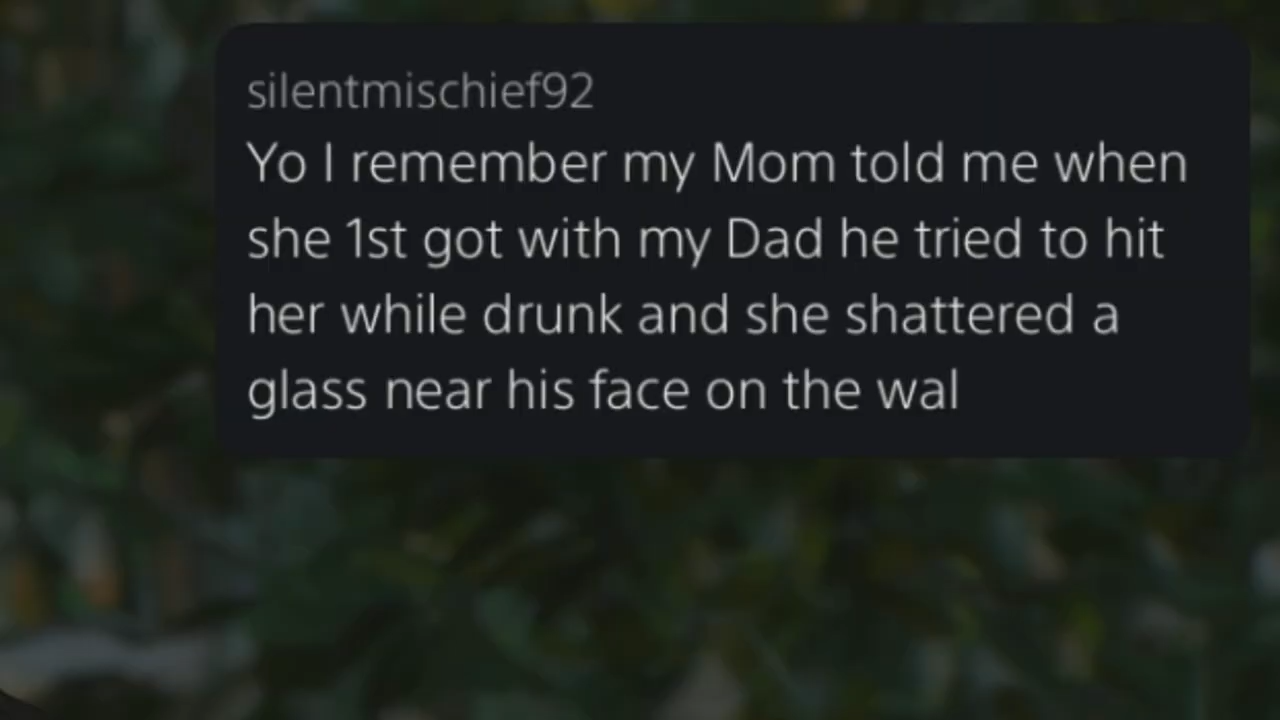 silentmischief92
Yo I remember my Mom told me when
she 1st got with my Dad he tried to hit
her while drunk and she shattered a
glass near his face on the wal